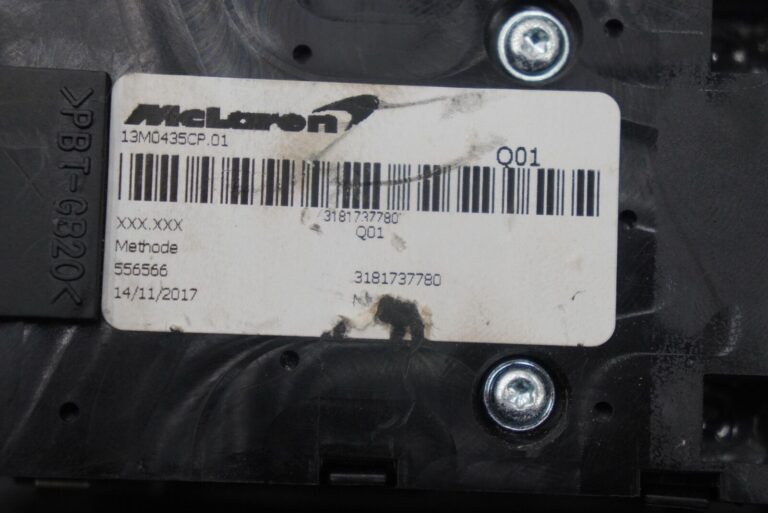 >PBT-GB20<
McLaren
13M0435CP.01
Q01
3181737780
Q01
XXX.XXX
Methode
556566
3181737780
14/11/2017